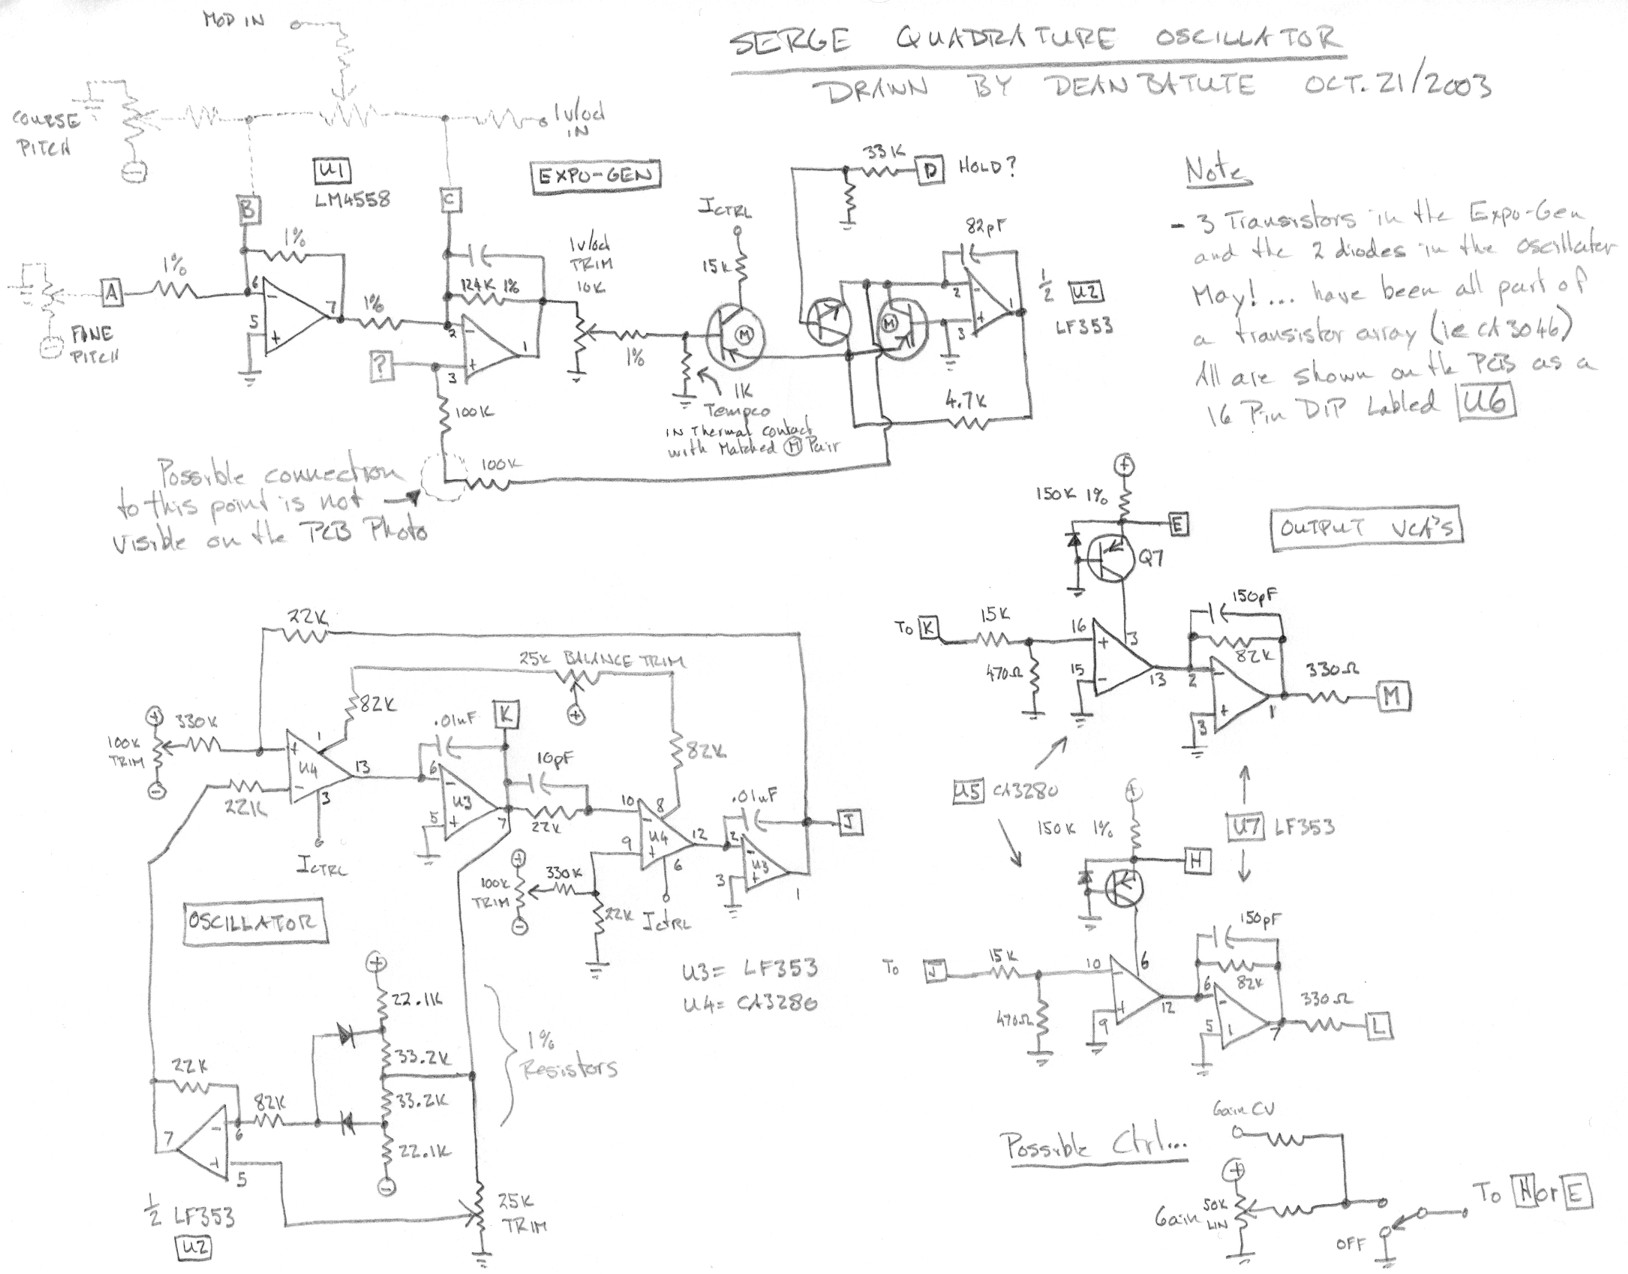 SERGE QUADRATURE OSCILLATOR
DRAWN BY DEAN BATUTE OCT.21/2003
MOD IN
COURSE
PITCH
1v/oct
IN
U1
LM4558
EXPO-GEN
B
C
1%
1%
A
FINE
PITCH
6
5
7
1%
124K 1%
2
3
1
?
100K
100K
1v/oct
TRIM
10K
1%
1K
Tempco
IN Thermal Contact
with Matched M Pair
ICTRL
15K
M
M
33K
D
HOLD?
82pF
2
3
1
1/2 U2
LF353
4.7K
Possible connection
to this point is not
visible on the PCB Photo
Note
- 3 Transistors in the Expo-Gen
and the 2 diodes in the oscillator
May!... have been all part of
a transistor array (ie CA3046)
All are shown on the PCB as a
16 Pin DIP Labled U6
22K
25K BALANCE TRIM
82K
330K
100K
TRIM
22K
U4
1
13
3
ICTRL
.01uF
K
6
5
U3
7
10pF
22K
82K
10
8
9
U4
12
6
ICTRL
100K
TRIM
330K
22K
.01uF
2
3
U3
1
J
OSCILLATOR
U3= LF353
U4= CA3280
22.1K
33.2K
33.2K
22.1K
1%
Resistors
22K
82K
7
6
5
1/2 LF353
U2
25K
TRIM
OUTPUT VCA'S
150K 1%
E
Q7
To K
15K
470Ω
16
15
3
13
150pF
82K
2
3
1
330Ω
M
U5 CA3280
U7 LF353
150K 1%
H
To J
15K
470Ω
10
9
6
12
150pF
82K
6
5
1
7
330Ω
L
Possible Ctrl...
Gain CV
Gain
50K
LIN
OFF
To H or E